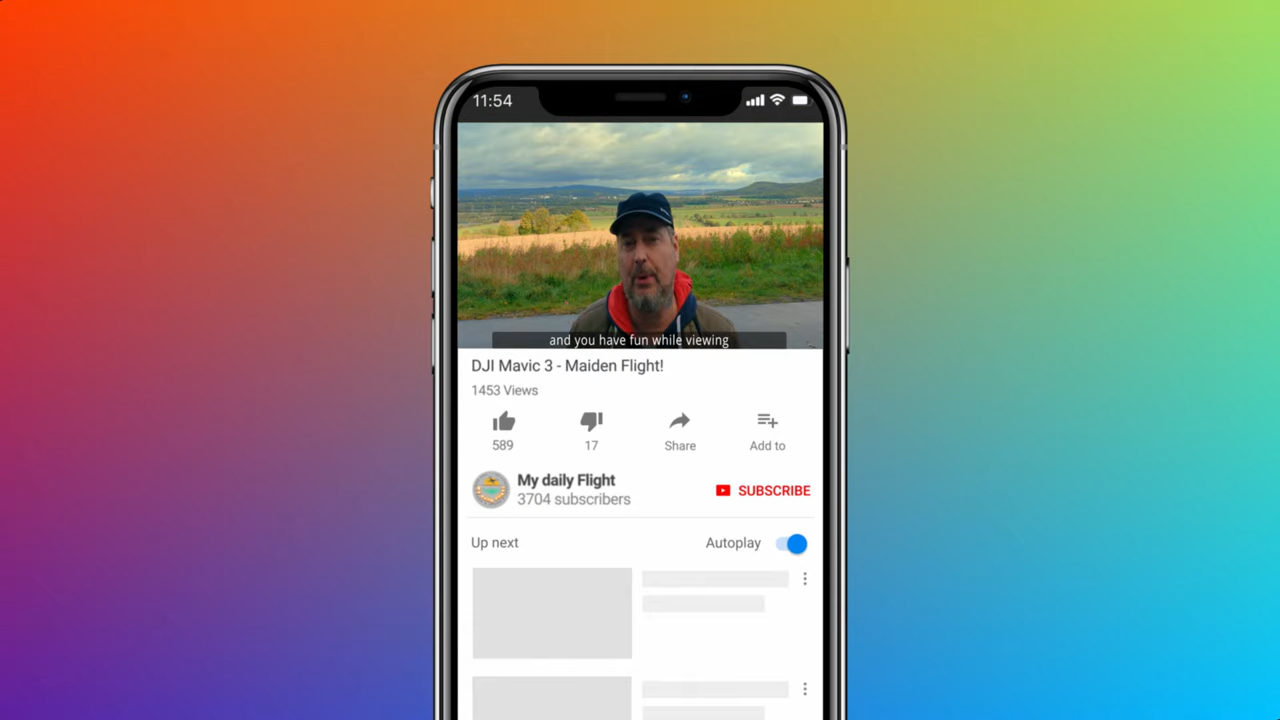 11:54
and you have fun while viewing
DJI Mavic 3 - Maiden Flight!
1453 Views
589
17
Share
Add to
My daily Flight
3704 subscribers
SUBSCRIBE
Up next
Autoplay